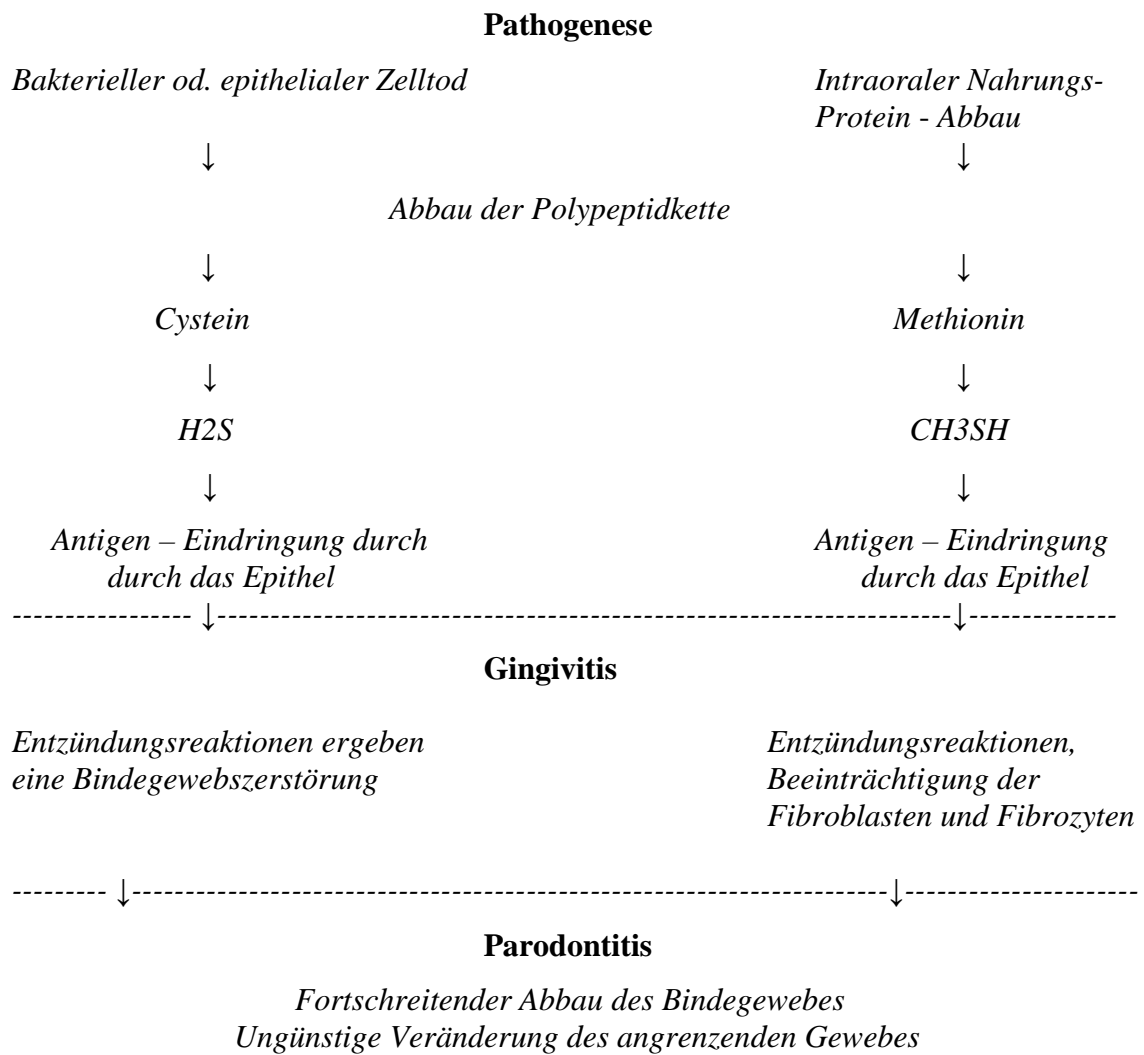 Pathogenese
Bakterieller od. epithelialer Zelltod Intraoraler Nahrungs-
Protein - Abbau
↓ ↓
Abbau der Polypeptidkette
↓ ↓
Cystein Methionin
↓ ↓
H2S CH3SH
↓ ↓
Antigen – Eindringung durch Antigen – Eindringung
durch das Epithel durch das Epithel
----------------- ↓----------------------------------------------------------------------↓--------------
Gingivitis
Entzündungsreaktionen ergeben Entzündungsreaktionen,
eine Bindegewebszerstörung Beeinträchtigung der
Fibroblasten und Fibrozyten
--------- ↓------------------------------------------------------------------------↓----------------------
Parodontitis
Fortschreitender Abbau des Bindegewebes
Ungünstige Veränderung des angrenzenden Gewebes